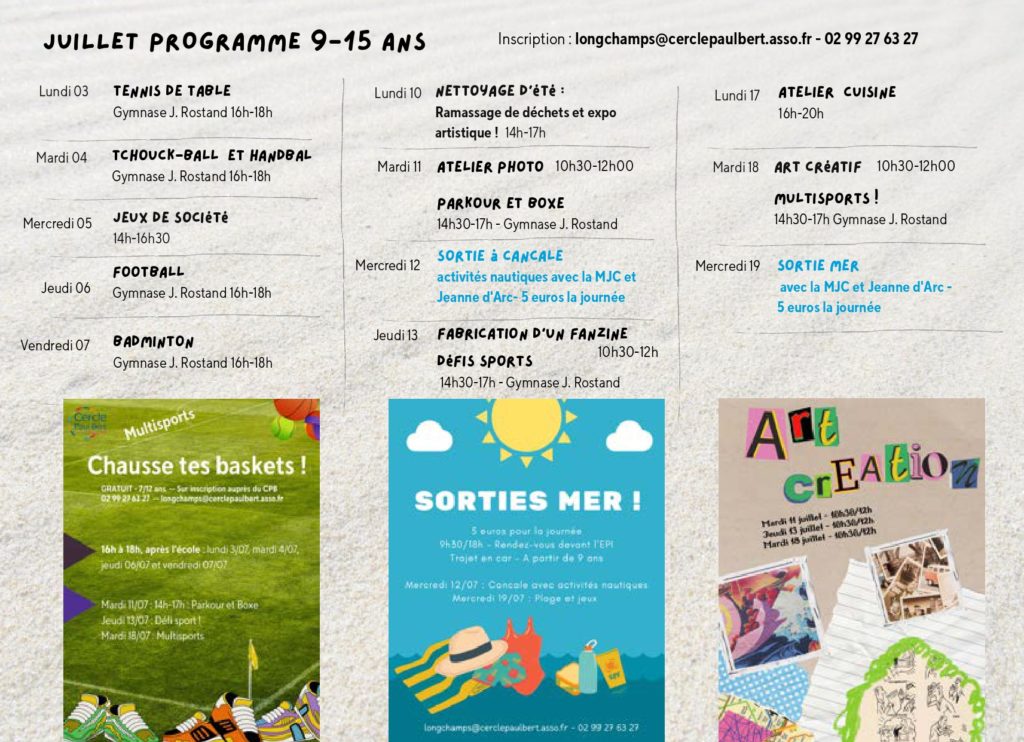 JUILLET PROGRAMME 9-15 ANS
Inscription : longchamps@cerclepaulbert.asso.fr - 02 99 27 63 27
Lundi 03
TENNIS DE TABLE
Gymnase J. Rostand 16h-18h
Mardi 04
TCHOUCK-BALL ET HANDBAL
Gymnase J. Rostand 16h-18h
Mercredi 05
JEUX DE SOCIÉTÉ
14h-16h30
Jeudi 06
FOOTBALL
Gymnase J. Rostand 16h-18h
Vendredi 07
BADMINTON
Gymnase J. Rostand 16h-18h
Lundi 10
NETTOYAGE D'ÉTÉ :
Ramassage de déchets et expo
artistique ! 14h-17h
Mardi 11
ATELIER PHOTO 10h30-12h00
PARKOUR ET BOXE
14h30-17h - Gymnase J. Rostand
Mercredi 12
SORTIE à CANCALE
activités nautiques avec la MJC et
Jeanne d'Arc- 5 euros la journée
Jeudi 13
FABRICATION D'UN FANZINE
10h30-12h
DÉFIS SPORTS
14h30-17h - Gymnase J. Rostand
Lundi 17
ATELIER CUISINE
16h-20h
Mardi 18
ART CRÉATIF 10h30-12h00
MULTISPORTS !
14h30-17h Gymnase J. Rostand
Mercredi 19
SORTIE MER
avec la MJC et Jeanne d'Arc -
5 euros la journée
Cercle
Paul Bert
Multisports
Chausse tes baskets !
GRATUIT - 7/12 ans. -- Sur inscription auprès du CPB
02 99 27 63 27 -- longchamps@cerclepaulbert.asso.fr
16h à 18h, après l'école : lundi 3/07, mardi 4/07,
jeudi 06/07 et vendredi 07/07
Mardi 11/07 : 14h-17h : Parkour et Boxe
Jeudi 13/07 : Défi sport !
Mardi 18/07 : Multisports
SORTIES MER !
5 euros pour la journée
9h30/18h - Rendez-vous devant l'EPI
Trajet en car - A partir de 9 ans
Mercredi 12/07 : Cancale avec activités nautiques
Mercredi 19/07 : Plage et jeux
longchamps@cerclepaulbert.asso.fr - 02 99 27 63 27
Art
crEAtion
Mardi 11 juillet - 10h30/12h
Jeudi 13 juillet - 10h30/12h
Mardi 18 juillet - 10h30/12h